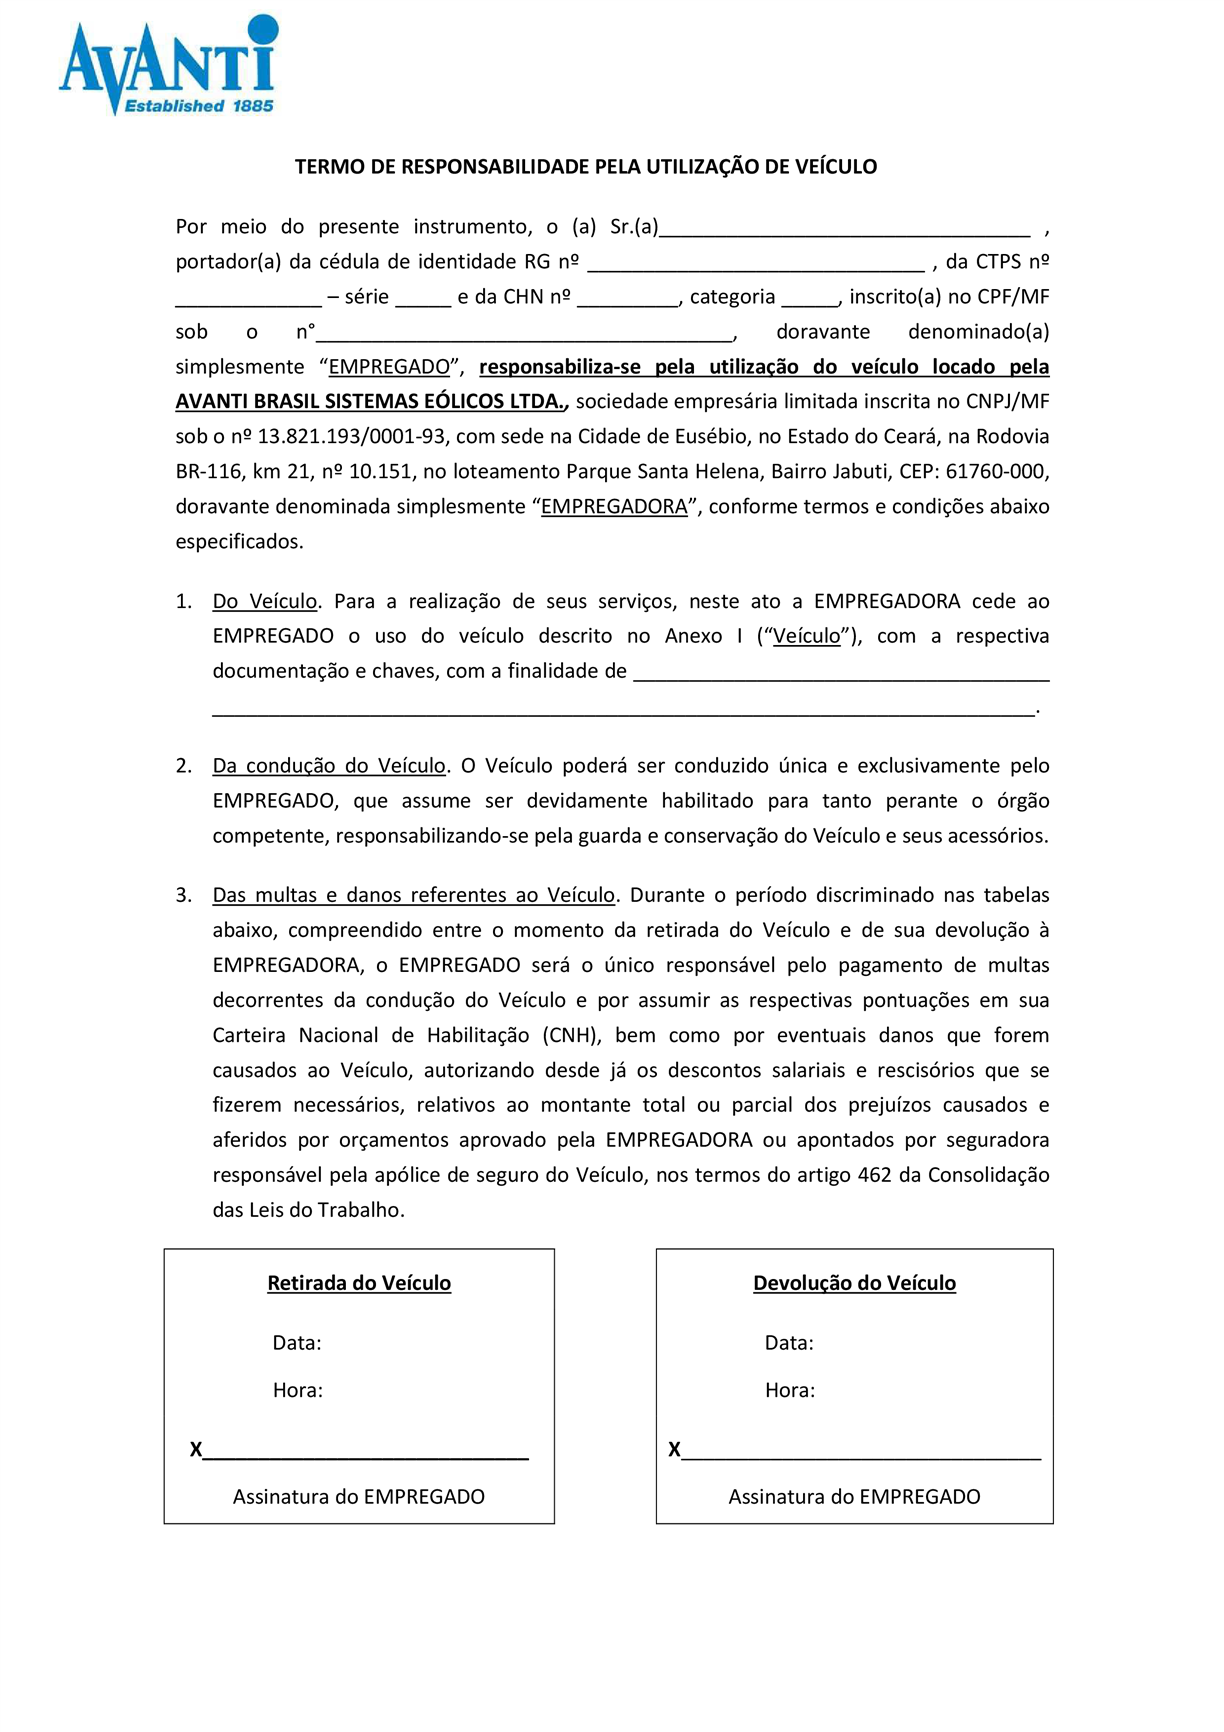 AVANTi
Established 1885
TERMO DE RESPONSABILIDADE PELA UTILIZAÇÃO DE VEÍCULO
Por meio do presente instrumento, o (a) Sr.(a)_________________________________ ,
portador(a) da cédula de identidade RG nº ______________________________ , da CTPS nº
_____________ – série _____ e da CHN nº _________, categoria _____, inscrito(a) no CPF/MF
sob o n°_____________________________________, doravante denominado(a)
simplesmente “EMPREGADO”, responsabiliza-se pela utilização do veículo locado pela
AVANTI BRASIL SISTEMAS EÓLICOS LTDA., sociedade empresária limitada inscrita no CNPJ/MF
sob o nº 13.821.193/0001-93, com sede na Cidade de Eusébio, no Estado do Ceará, na Rodovia
BR-116, km 21, nº 10.151, no loteamento Parque Santa Helena, Bairro Jabuti, CEP: 61760-000,
doravante denominada simplesmente “EMPREGADORA”, conforme termos e condições abaixo
especificados.
1. Do Veículo. Para a realização de seus serviços, neste ato a EMPREGADORA cede ao
EMPREGADO o uso do veículo descrito no Anexo I (“Veículo”), com a respectiva
documentação e chaves, com a finalidade de _____________________________________
_________________________________________________________________________.
2. Da condução do Veículo. O Veículo poderá ser conduzido única e exclusivamente pelo
EMPREGADO, que assume ser devidamente habilitado para tanto perante o órgão
competente, responsabilizando-se pela guarda e conservação do Veículo e seus acessórios.
3. Das multas e danos referentes ao Veículo. Durante o período discriminado nas tabelas
abaixo, compreendido entre o momento da retirada do Veículo e de sua devolução à
EMPREGADORA, o EMPREGADO será o único responsável pelo pagamento de multas
decorrentes da condução do Veículo e por assumir as respectivas pontuações em sua
Carteira Nacional de Habilitação (CNH), bem como por eventuais danos que forem
causados ao Veículo, autorizando desde já os descontos salariais e rescisórios que se
fizerem necessários, relativos ao montante total ou parcial dos prejuízos causados e
aferidos por orçamentos aprovado pela EMPREGADORA ou apontados por seguradora
responsável pela apólice de seguro do Veículo, nos termos do artigo 462 da Consolidação
das Leis do Trabalho.
Retirada do Veículo
Data:
Hora:
X_____________________________
Assinatura do EMPREGADO
Devolução do Veículo
Data:
Hora:
X________________________________
Assinatura do EMPREGADO